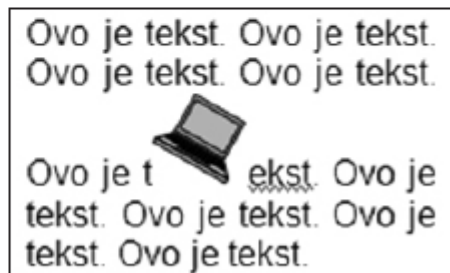 Ovo je tekst. Ovo je tekst.
Ovo je tekst. Ovo je tekst.
Ovo je t ekst. Ovo je
tekst. Ovo je tekst. Ovo je
tekst. Ovo je tekst.